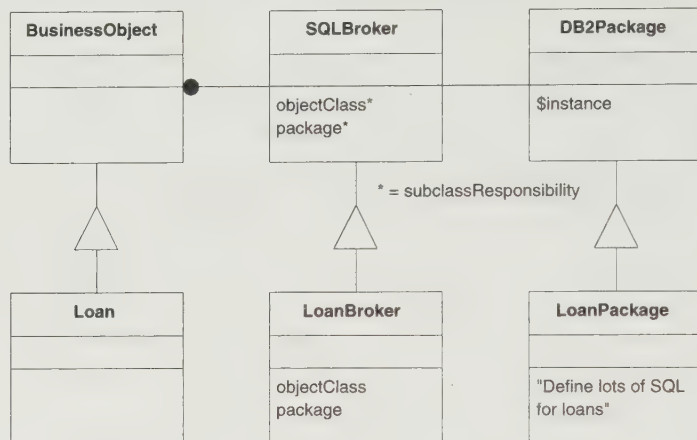 BusinessObject
SQLBroker
DB2Package
objectClass*
package*
$instance
* = subclassResponsibility
Loan
LoanBroker
LoanPackage
objectClass
package
"Define lots of SQL
for loans"